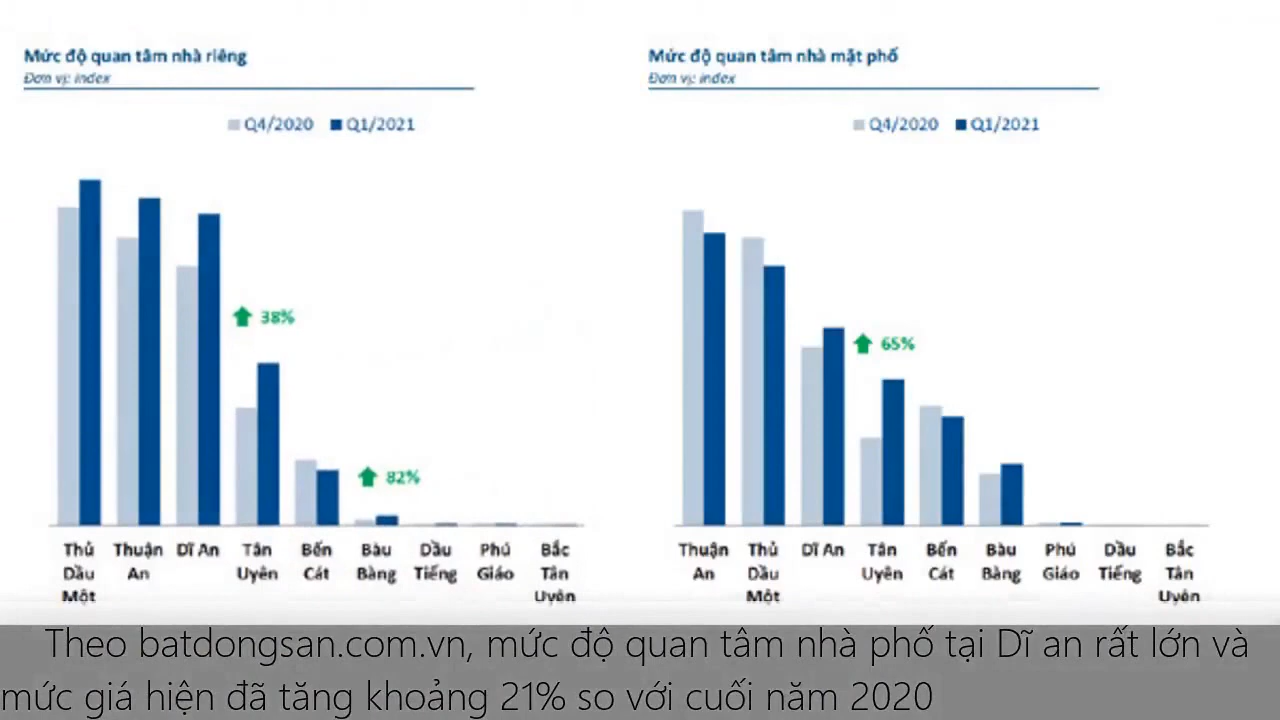 Mức độ quan tâm nhà riêng
Đơn vị: index
Q4/2020 Q1/2021
38%
82%
Thủ Dầu Một
Thuận An
Dĩ An
Tân Uyên
Bến Cát
Bàu Bàng
Dầu Tiếng
Phú Giáo
Bắc Tân Uyên
Mức độ quan tâm nhà mặt phố
Đơn vị: index
Q4/2020 Q1/2021
65%
Thuận An
Thủ Dầu Một
Dĩ An
Tân Uyên
Bến Cát
Bàu Bàng
Phú Giáo
Dầu Tiếng
Bắc Tân Uyên
Theo batdongsan.com.vn, mức độ quan tâm nhà phố tại Dĩ an rất lớn và
mức giá hiện đã tăng khoảng 21% so với cuối năm 2020